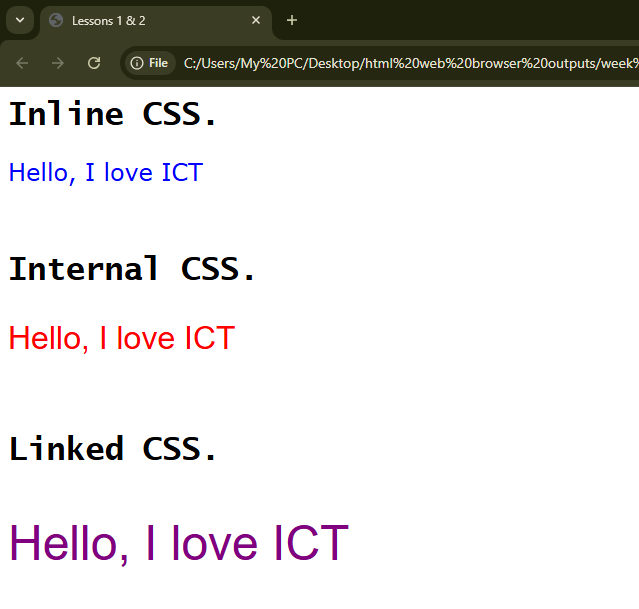 Lessons 1 & 2
File C:/Users/My%20PC/Desktop/html%20web%20browser%20outputs/week%
Inline CSS.
Hello, I love ICT
Internal CSS.
Hello, I love ICT
Linked CSS.
Hello, I love ICT